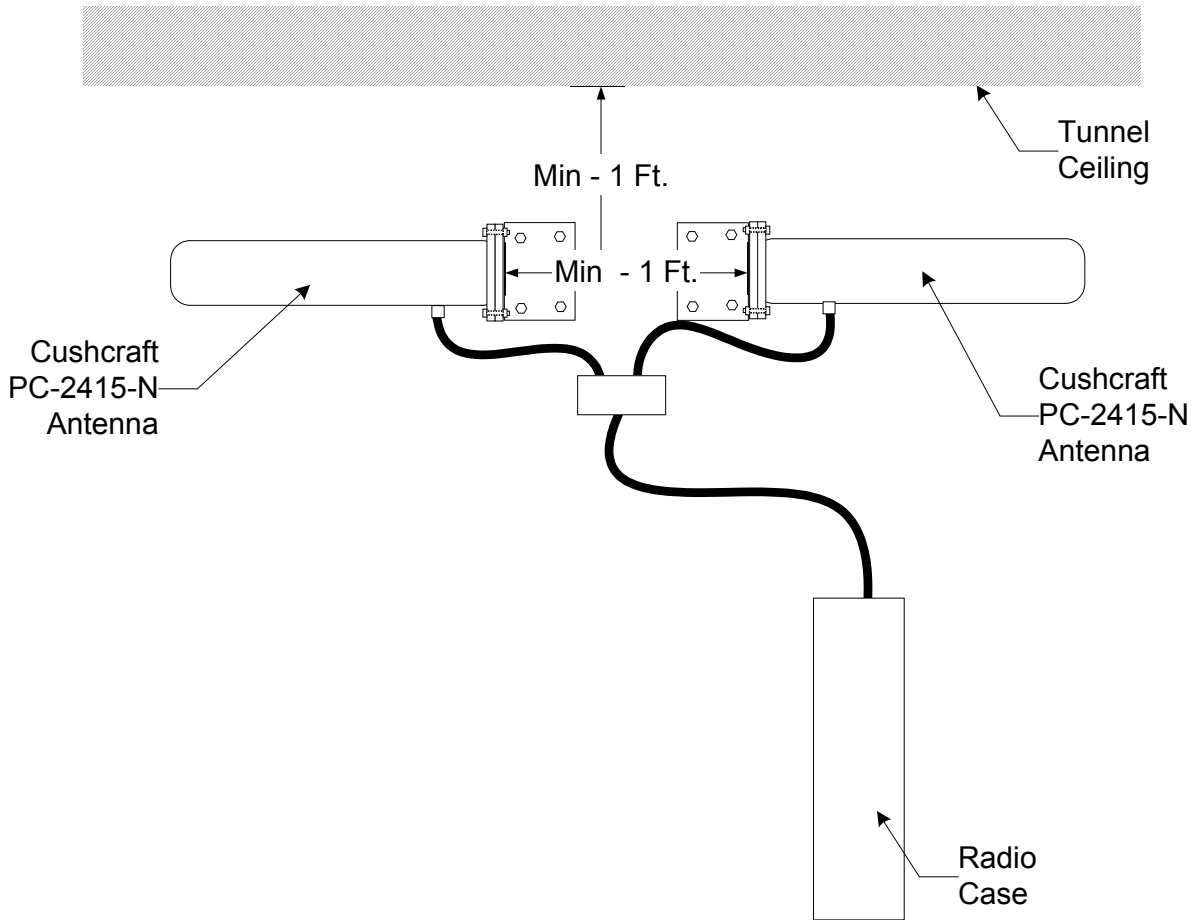 Tunnel
Ceiling
Min - 1 Ft.
Min - 1 Ft.
Cushcraft
PC-2415-N
Antenna
Cushcraft
PC-2415-N
Antenna
Radio
Case